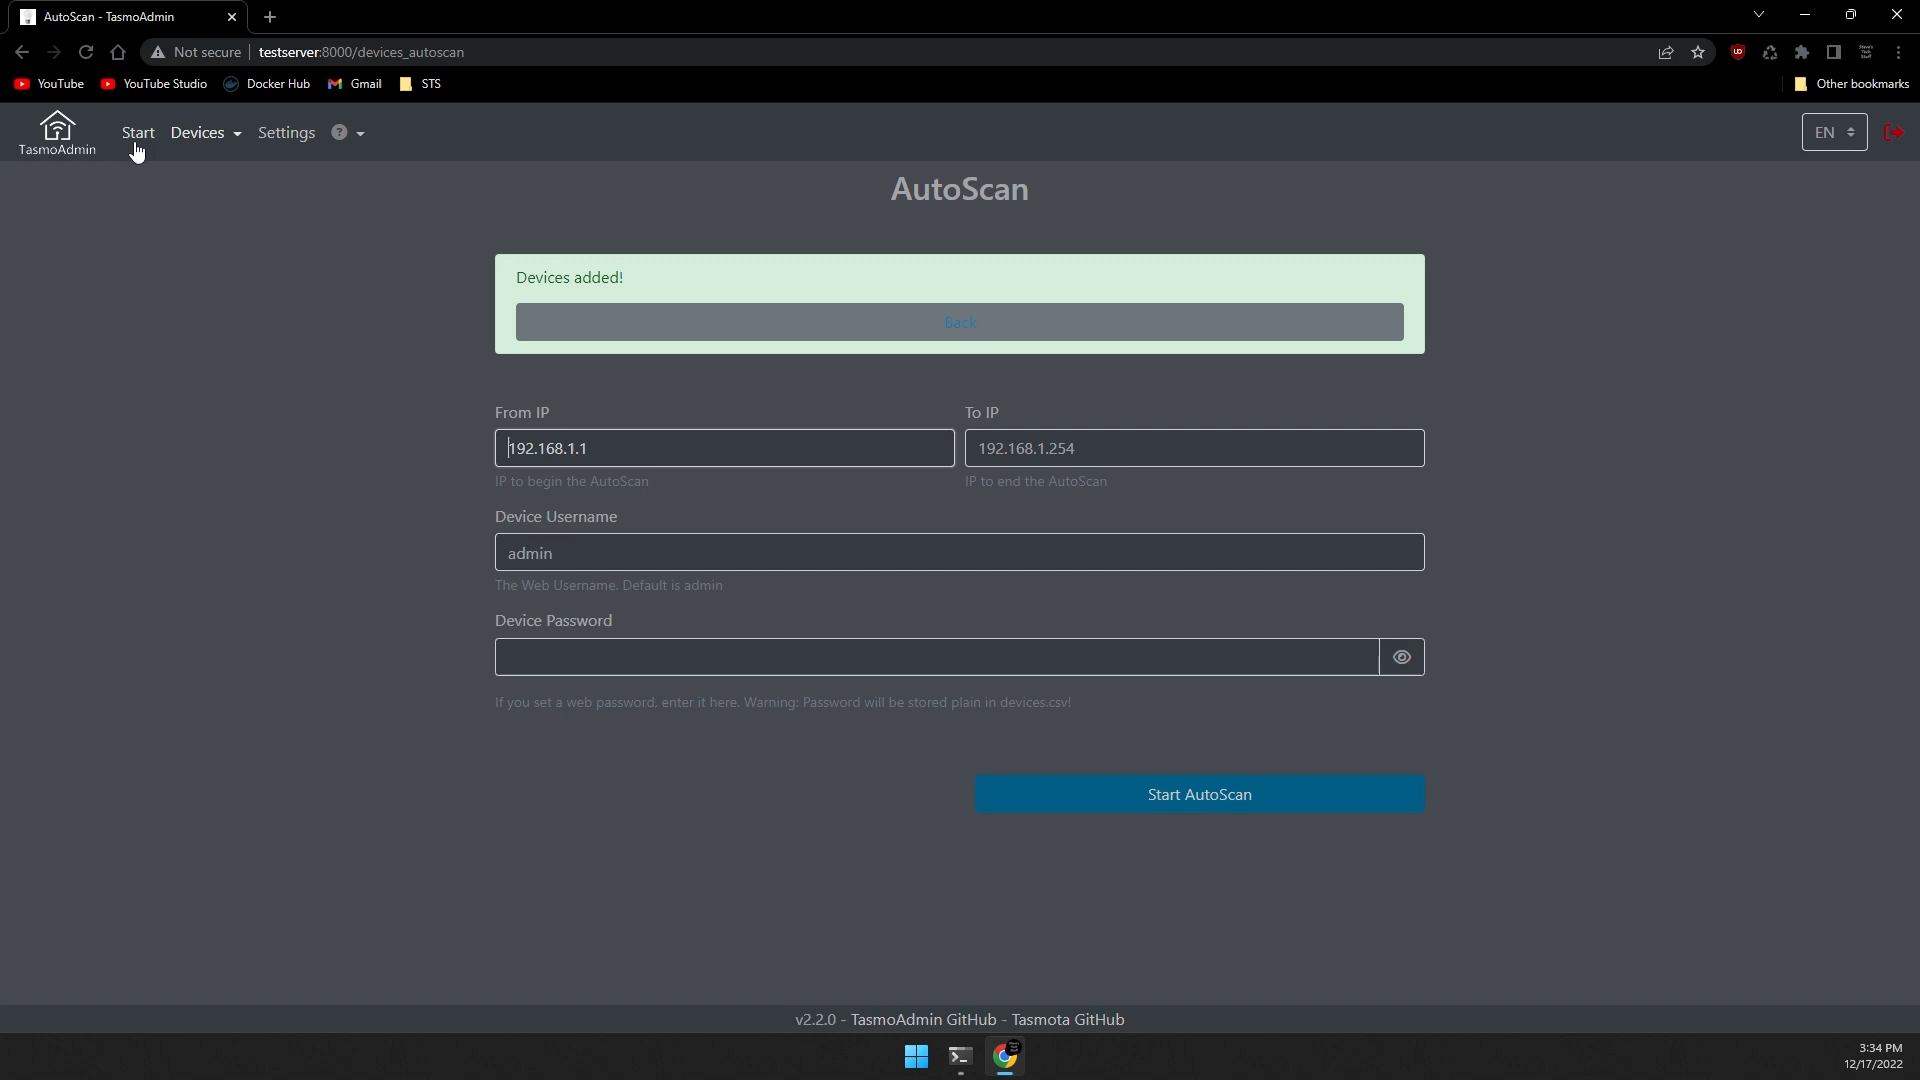 AutoScan - TasmoAdmin
Not secure testserver:8000/devices_autoscan
YouTube YouTube Studio Docker Hub Gmail STS Other bookmarks
TasmoAdmin Start Devices Settings ? EN
AutoScan
Devices added!
Back
From IP To IP
192.168.1.1 192.168.1.254
IP to begin the AutoScan IP to end the AutoScan
Device Username
admin
The Web Username. Default is admin
Device Password
If you set a web password, enter it here. Warning: Password will be stored plain in devices.csv!
Start AutoScan
v2.2.0 - TasmoAdmin GitHub - Tasmota GitHub
3:34 PM
12/17/2022